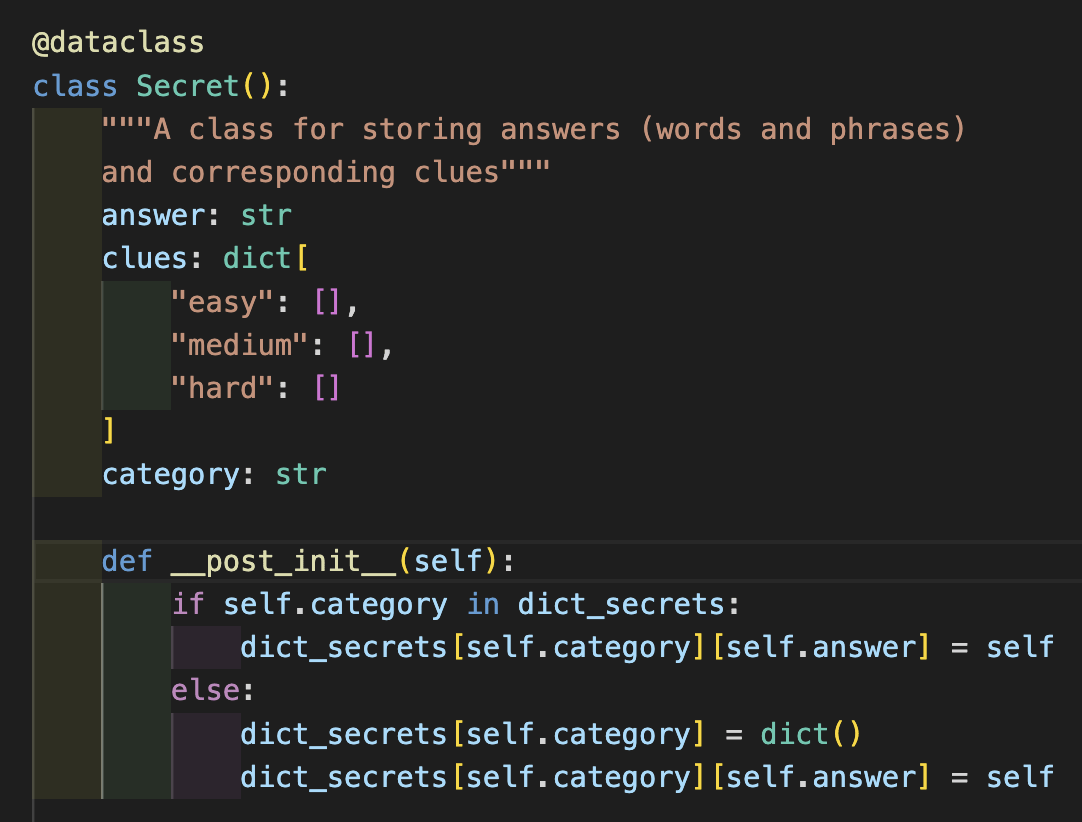 @dataclass
class Secret():
    """A class for storing answers (words and phrases)
    and corresponding clues"""
    answer: str
    clues: dict[
        "easy": [],
        "medium": [],
        "hard": []
    ]
    category: str

    def __post_init__(self):
        if self.category in dict_secrets:
            dict_secrets[self.category][self.answer] = self
        else:
            dict_secrets[self.category] = dict()
            dict_secrets[self.category][self.answer] = self